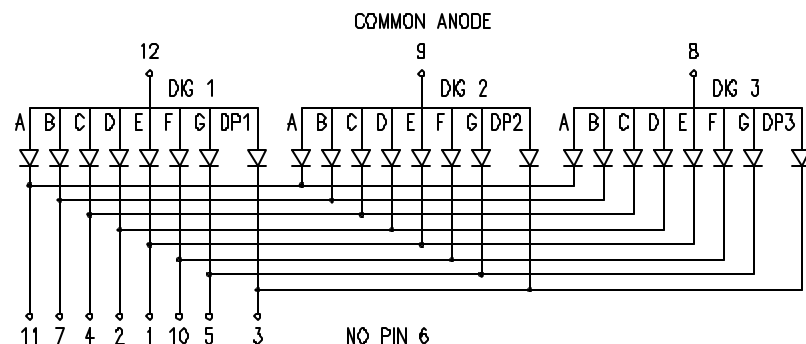 COMMON ANODE
12 9 8
DIG 1 DIG 2 DIG 3
A B C D E F G DP1 A B C D E F G DP2 A B C D E F G DP3
11 7 4 2 1 10 5 3 NO PIN 6